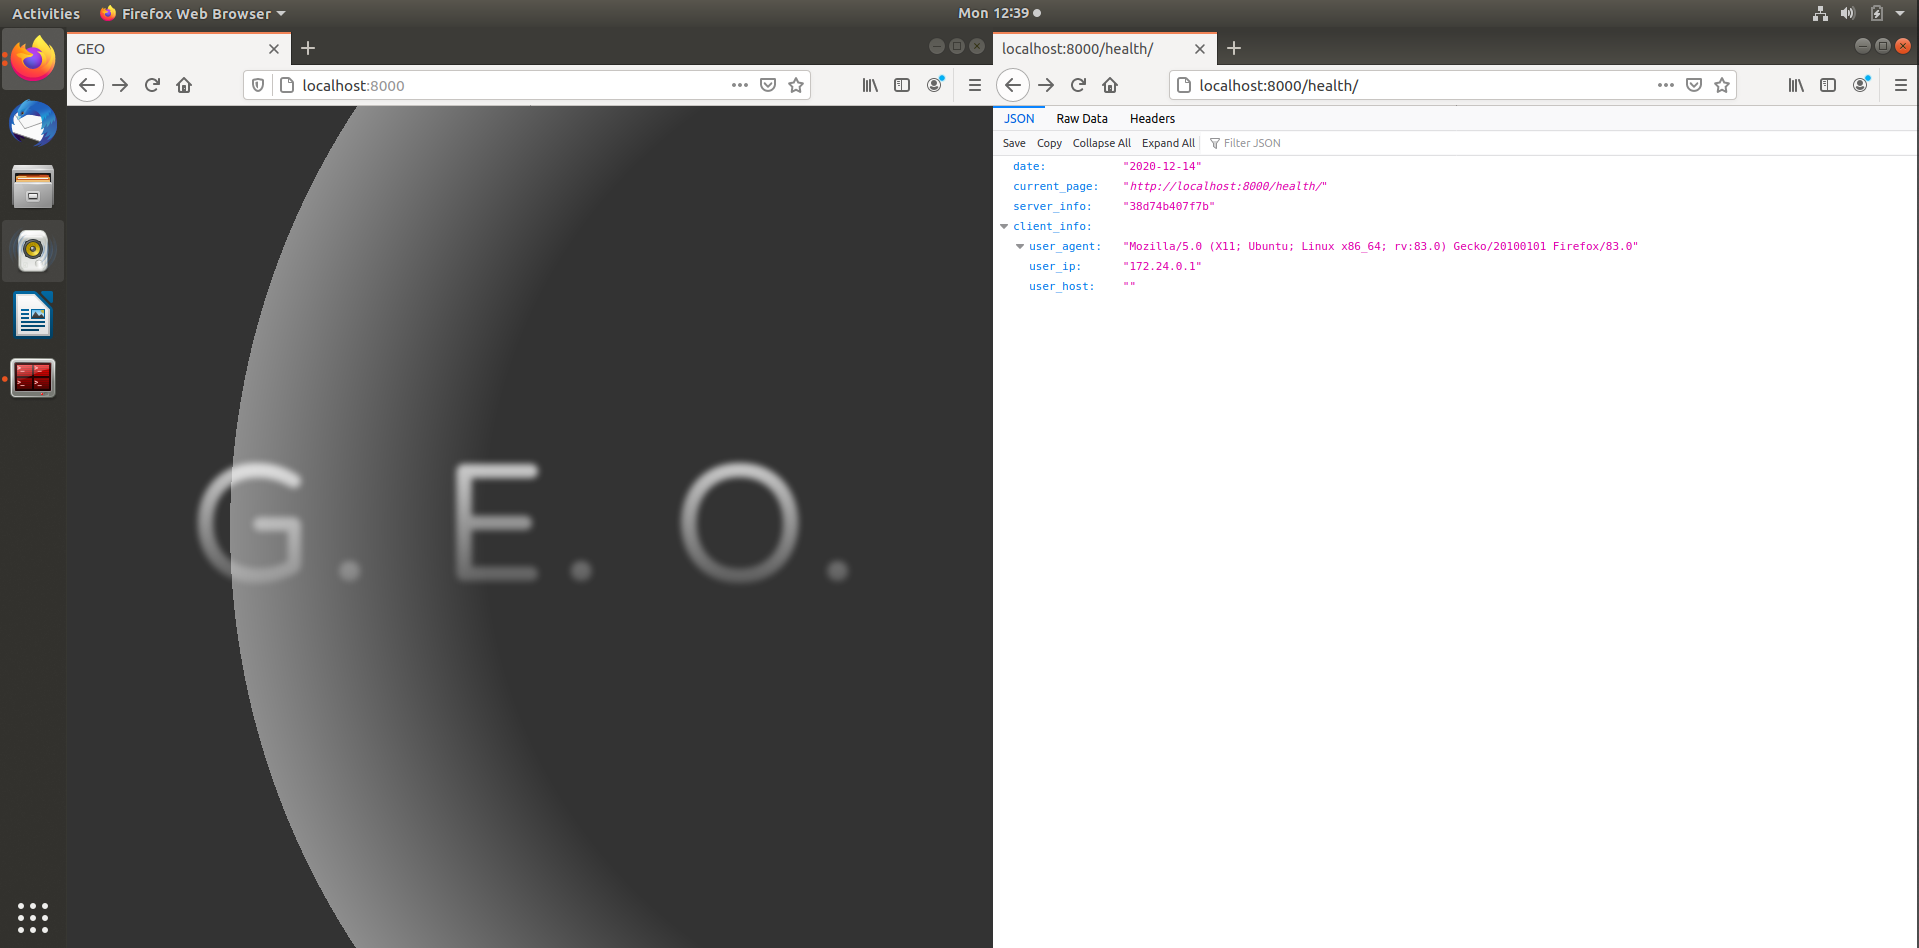 Activities Firefox Web Browser Mon 12:39
GEO
localhost:8000
G. E. O.
localhost:8000/health/
localhost:8000/health/
JSON Raw Data Headers
Save Copy Collapse All Expand All Filter JSON
date: "2020-12-14"
current_page: "http://localhost:8000/health/"
server_info: "38d74b407f7b"
client_info:
user_agent: "Mozilla/5.0 (X11; Ubuntu; Linux x86_64; rv:83.0) Gecko/20100101 Firefox/83.0"
user_ip: "172.24.0.1"
user_host: ""